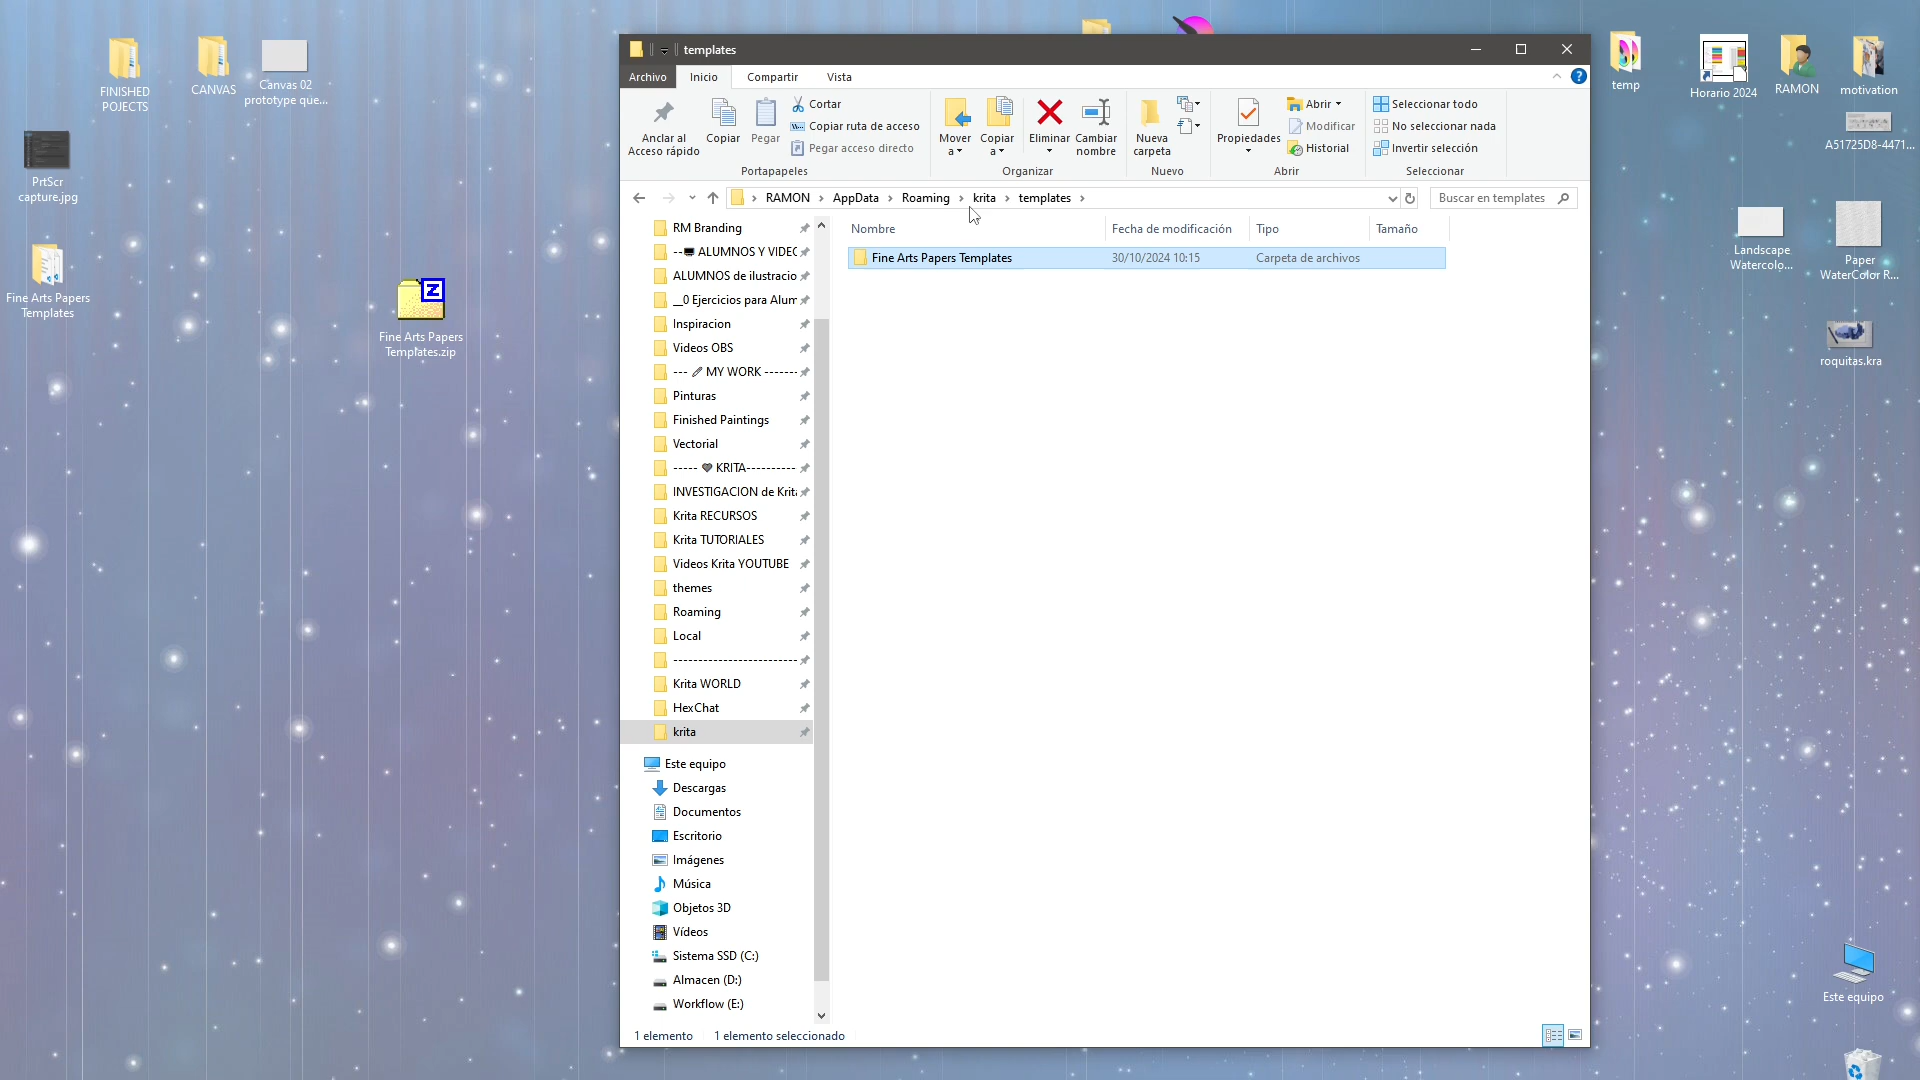 FINISHED
POJECTS
CANVAS
Canvas 02
prototype que...
PrtScr
capture.jpg
Fine Arts Papers
Templates
Z
Fine Arts Papers
Templates.zip
templates
Archivo
Inicio
Compartir
Vista
?
Anclar al
Acceso rápido
Copiar
Pegar
Cortar
Copiar ruta de acceso
Pegar acceso directo
Portapapeles
Mover
a
Copiar
a
Eliminar
Cambiar
nombre
Organizar
Nueva
carpeta
Nuevo
Propiedades
Abrir
Modificar
Historial
Abrir
Seleccionar todo
No seleccionar nada
Invertir selección
Seleccionar
RAMON › AppData › Roaming › krita › templates ›
Buscar en templates
RM Branding
-- ALUMNOS Y VIDEC
ALUMNOS de ilustracio
__0 Ejercicios para Alum
Inspiracion
Videos OBS
--- MY WORK -------
Pinturas
Finished Paintings
Vectorial
----- KRITA----------
INVESTIGACION de Krita
Krita RECURSOS
Krita TUTORIALES
Videos Krita YOUTUBE
themes
Roaming
Local
-------------------------
Krita WORLD
HexChat
krita
Este equipo
Descargas
Documentos
Escritorio
Imágenes
Música
Objetos 3D
Vídeos
Sistema SSD (C:)
Almacen (D:)
Workflow (E:)
Nombre
Fecha de modificación
Tipo
Tamaño
Fine Arts Papers Templates
30/10/2024 10:15
Carpeta de archivos
1 elemento
1 elemento seleccionado
temp
Horario 2024
RAMON
motivation
A51725D8-4471...
Landscape
Watercolo...
Paper
WaterColor R...
roquitas.kra
Este equipo